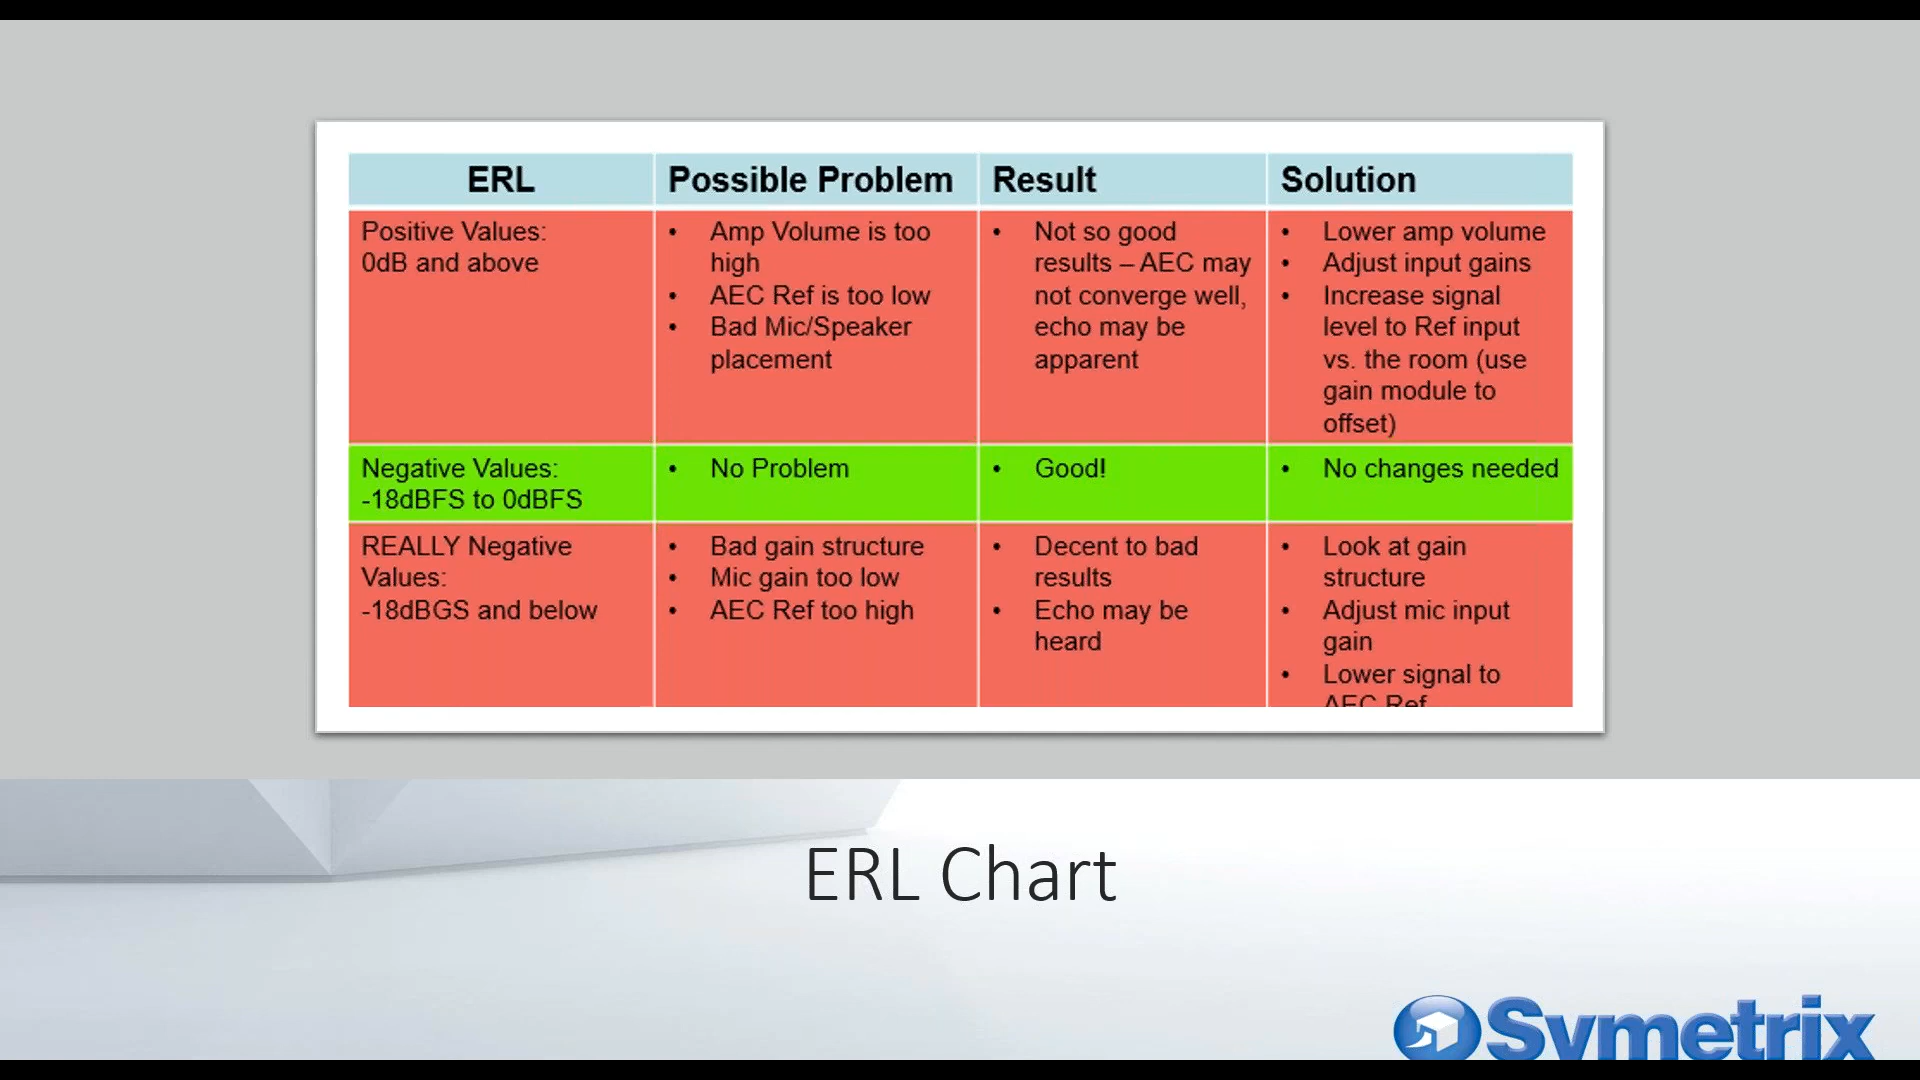 ERL
Possible Problem
Result
Solution
Positive Values:
0dB and above
• Amp Volume is too
high
• AEC Ref is too low
• Bad Mic/Speaker
placement
• Not so good
results – AEC may
not converge well,
echo may be
apparent
• Lower amp volume
• Adjust input gains
• Increase signal
level to Ref input
vs. the room (use
gain module to
offset)
Negative Values:
-18dBFS to 0dBFS
• No Problem
• Good!
• No changes needed
REALLY Negative
Values:
-18dBGS and below
• Bad gain structure
• Mic gain too low
• AEC Ref too high
• Decent to bad
results
• Echo may be
heard
• Look at gain
structure
• Adjust mic input
gain
• Lower signal to
AEC Ref
ERL Chart
Symetrix